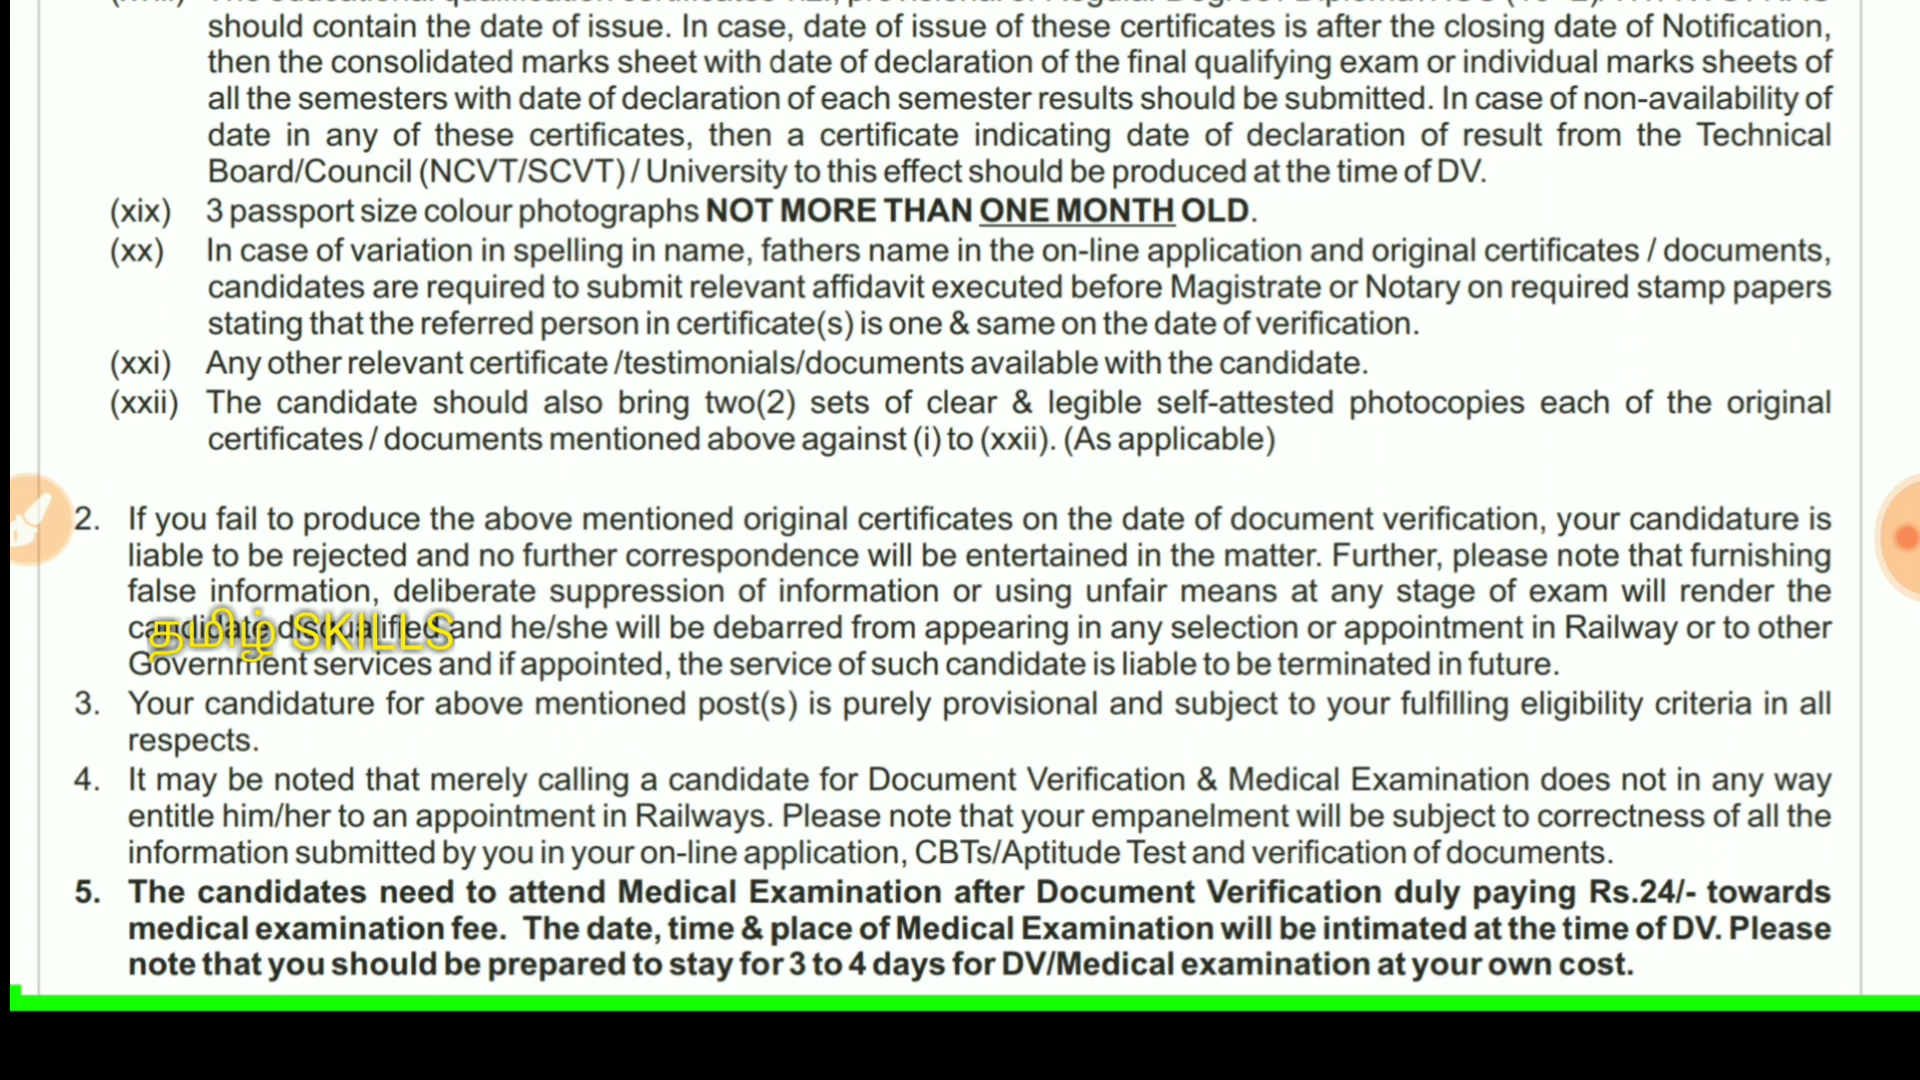 should contain the date of issue. In case, date of issue of these certificates is after the closing date of Notification,
then the consolidated marks sheet with date of declaration of the final qualifying exam or individual marks sheets of
all the semesters with date of declaration of each semester results should be submitted. In case of non-availability of
date in any of these certificates, then a certificate indicating date of declaration of result from the Technical
Board/Council (NCVT/SCVT) / University to this effect should be produced at the time of DV.
(xix) 3 passport size colour photographs NOT MORE THAN ONE MONTH OLD.
(xx) In case of variation in spelling in name, fathers name in the on-line application and original certificates / documents,
candidates are required to submit relevant affidavit executed before Magistrate or Notary on required stamp papers
stating that the referred person in certificate(s) is one & same on the date of verification.
(xxi) Any other relevant certificate /testimonials/documents available with the candidate.
(xxii) The candidate should also bring two(2) sets of clear & legible self-attested photocopies each of the original
certificates / documents mentioned above against (i) to (xxii). (As applicable)
2. If you fail to produce the above mentioned original certificates on the date of document verification, your candidature is
liable to be rejected and no further correspondence will be entertained in the matter. Further, please note that furnishing
false information, deliberate suppression of information or using unfair means at any stage of exam will render the
candidate disqualified and he/she will be debarred from appearing in any selection or appointment in Railway or to other
தமிழ் SKILLS
Government services and if appointed, the service of such candidate is liable to be terminated in future.
3. Your candidature for above mentioned post(s) is purely provisional and subject to your fulfilling eligibility criteria in all
respects.
4. It may be noted that merely calling a candidate for Document Verification & Medical Examination does not in any way
entitle him/her to an appointment in Railways. Please note that your empanelment will be subject to correctness of all the
information submitted by you in your on-line application, CBTs/Aptitude Test and verification of documents.
5. The candidates need to attend Medical Examination after Document Verification duly paying Rs.24/- towards
medical examination fee. The date, time & place of Medical Examination will be intimated at the time of DV. Please
note that you should be prepared to stay for 3 to 4 days for DV/Medical examination at your own cost.